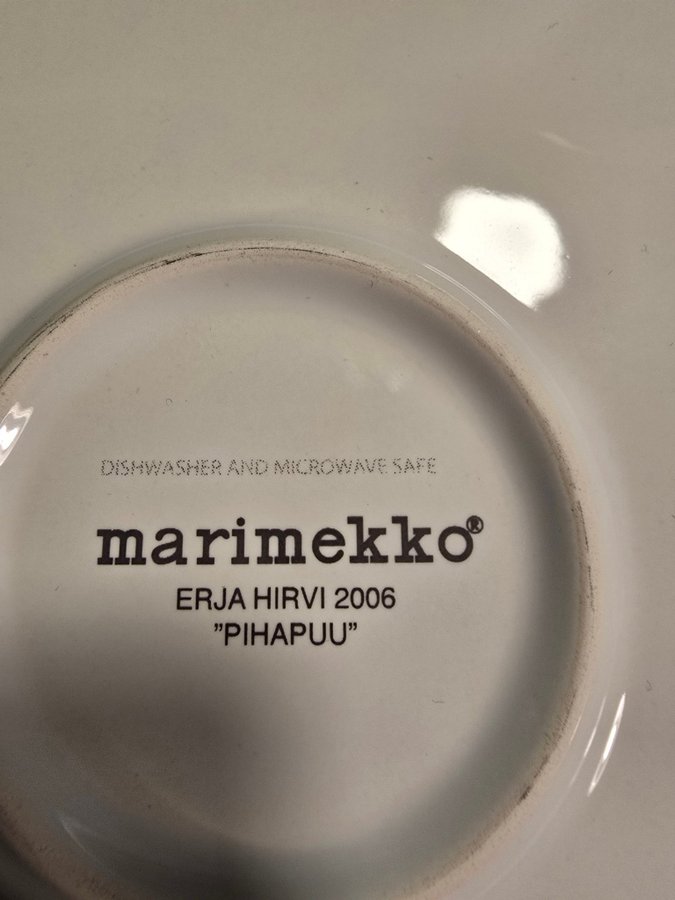 DISHWASHER AND MICROWAVE SAFE
marimekko®
ERJA HIRVI 2006
”PIHAPUU”